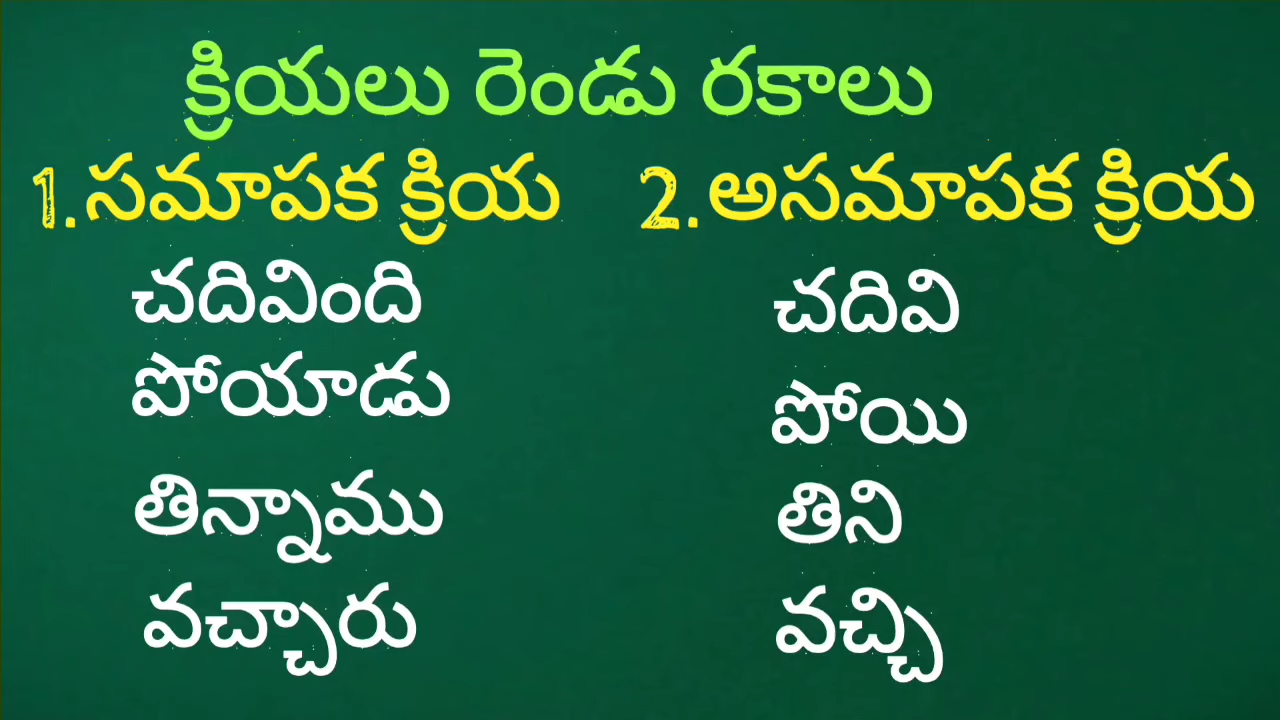 క్రియలు రెండు రకాలు
1.సమాపక క్రియ 2.అసమాపక క్రియ
చదివింది చదివి
పోయాడు పోయి
తిన్నాము తిని
వచ్చారు వచ్చి